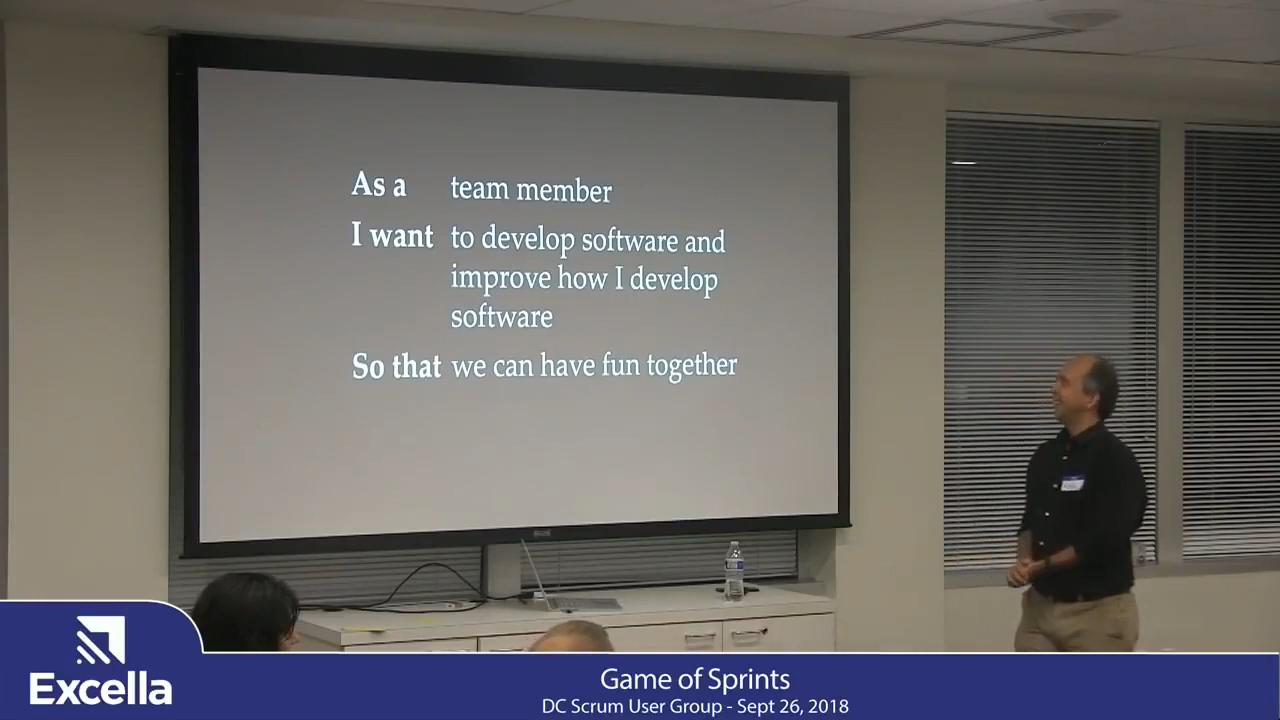 As a team member
I want to develop software and
improve how I develop
software
So that we can have fun together
Excella
Game of Sprints
DC Scrum User Group - Sept 26, 2018